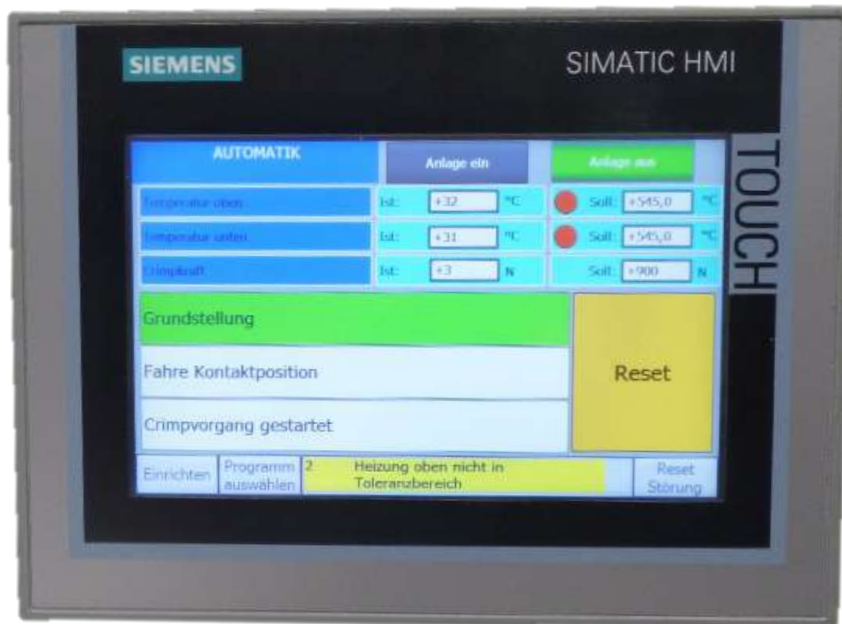 SIEMENS
SIMATIC HMI
TOUCH
AUTOMATIK
Anlage ein
Anlage aus
Temperatur oben
Ist: +32 °C
Soll: +545,0 °C
Temperatur unten
Ist: +31 °C
Soll: +545,0 °C
Crimpkraft
Ist: +3 N
Soll: +900 N
Grundstellung
Fahre Kontaktposition
Crimpvorgang gestartet
Reset
Einrichten
Programm
auswählen
2 Heizung oben nicht in
Toleranzbereich
Reset
Störung